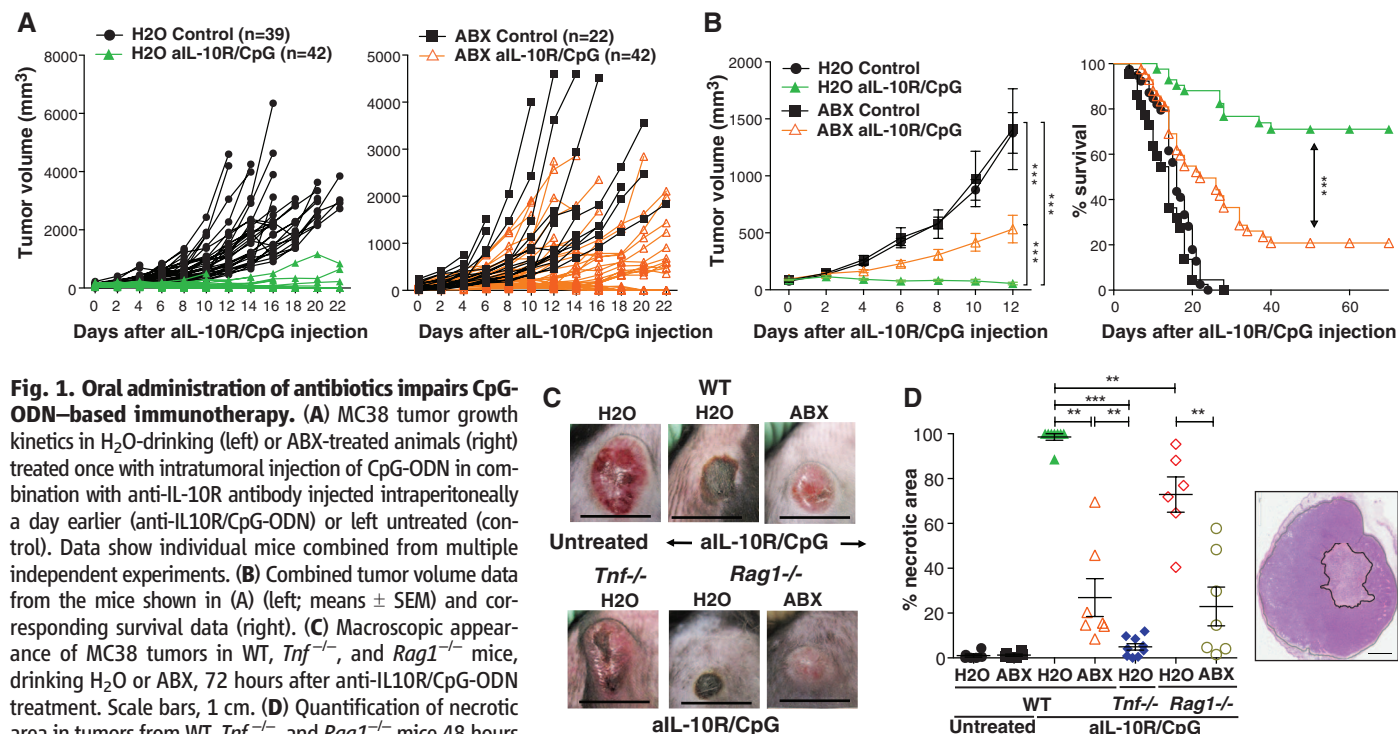 A
H2O Control (n=39)
H2O aIL-10R/CpG (n=42)
Tumor volume (mm3)
8000
6000
4000
2000
0
0 2 4 6 8 10 12 14 16 18 20 22
Days after aIL-10R/CpG injection
ABX Control (n=22)
ABX aIL-10R/CpG (n=42)
5000
4000
3000
2000
1000
0
0 2 4 6 8 10 12 14 16 18 20 22
Days after aIL-10R/CpG injection
B
H2O Control
H2O aIL-10R/CpG
ABX Control
ABX aIL-10R/CpG
Tumor volume (mm3)
2000
1500
1000
500
0
0 2 4 6 8 10 12
***
***
***
Days after aIL-10R/CpG injection
% survival
100
80
60
40
20
0
0 20 40 60
***
Days after aIL-10R/CpG injection
Fig. 1. Oral administration of antibiotics impairs CpG-
ODN–based immunotherapy. (A) MC38 tumor growth
kinetics in H2O-drinking (left) or ABX-treated animals (right)
treated once with intratumoral injection of CpG-ODN in com-
bination with anti-IL-10R antibody injected intraperitoneally
a day earlier (anti-IL10R/CpG-ODN) or left untreated (con-
trol). Data show individual mice combined from multiple
independent experiments. (B) Combined tumor volume data
from the mice shown in (A) (left; means ± SEM) and cor-
responding survival data (right). (C) Macroscopic appear-
ance of MC38 tumors in WT, Tnf−/−, and Rag1−/− mice,
drinking H2O or ABX, 72 hours after anti-IL10R/CpG-ODN
treatment. Scale bars, 1 cm. (D) Quantification of necrotic
area in tumors from WT, Tnf−/−, and Rag1−/− mice 48 hours
C
WT
H2O H2O ABX
Untreated aIL-10R/CpG
Tnf-/- Rag1-/-
H2O H2O ABX
aIL-10R/CpG
D
**
***
** ** **
% necrotic area
100
80
60
40
20
0
H2O ABX H2O ABX H2O H2O ABX
WT Tnf-/- Rag1-/-
Untreated aIL-10R/CpG